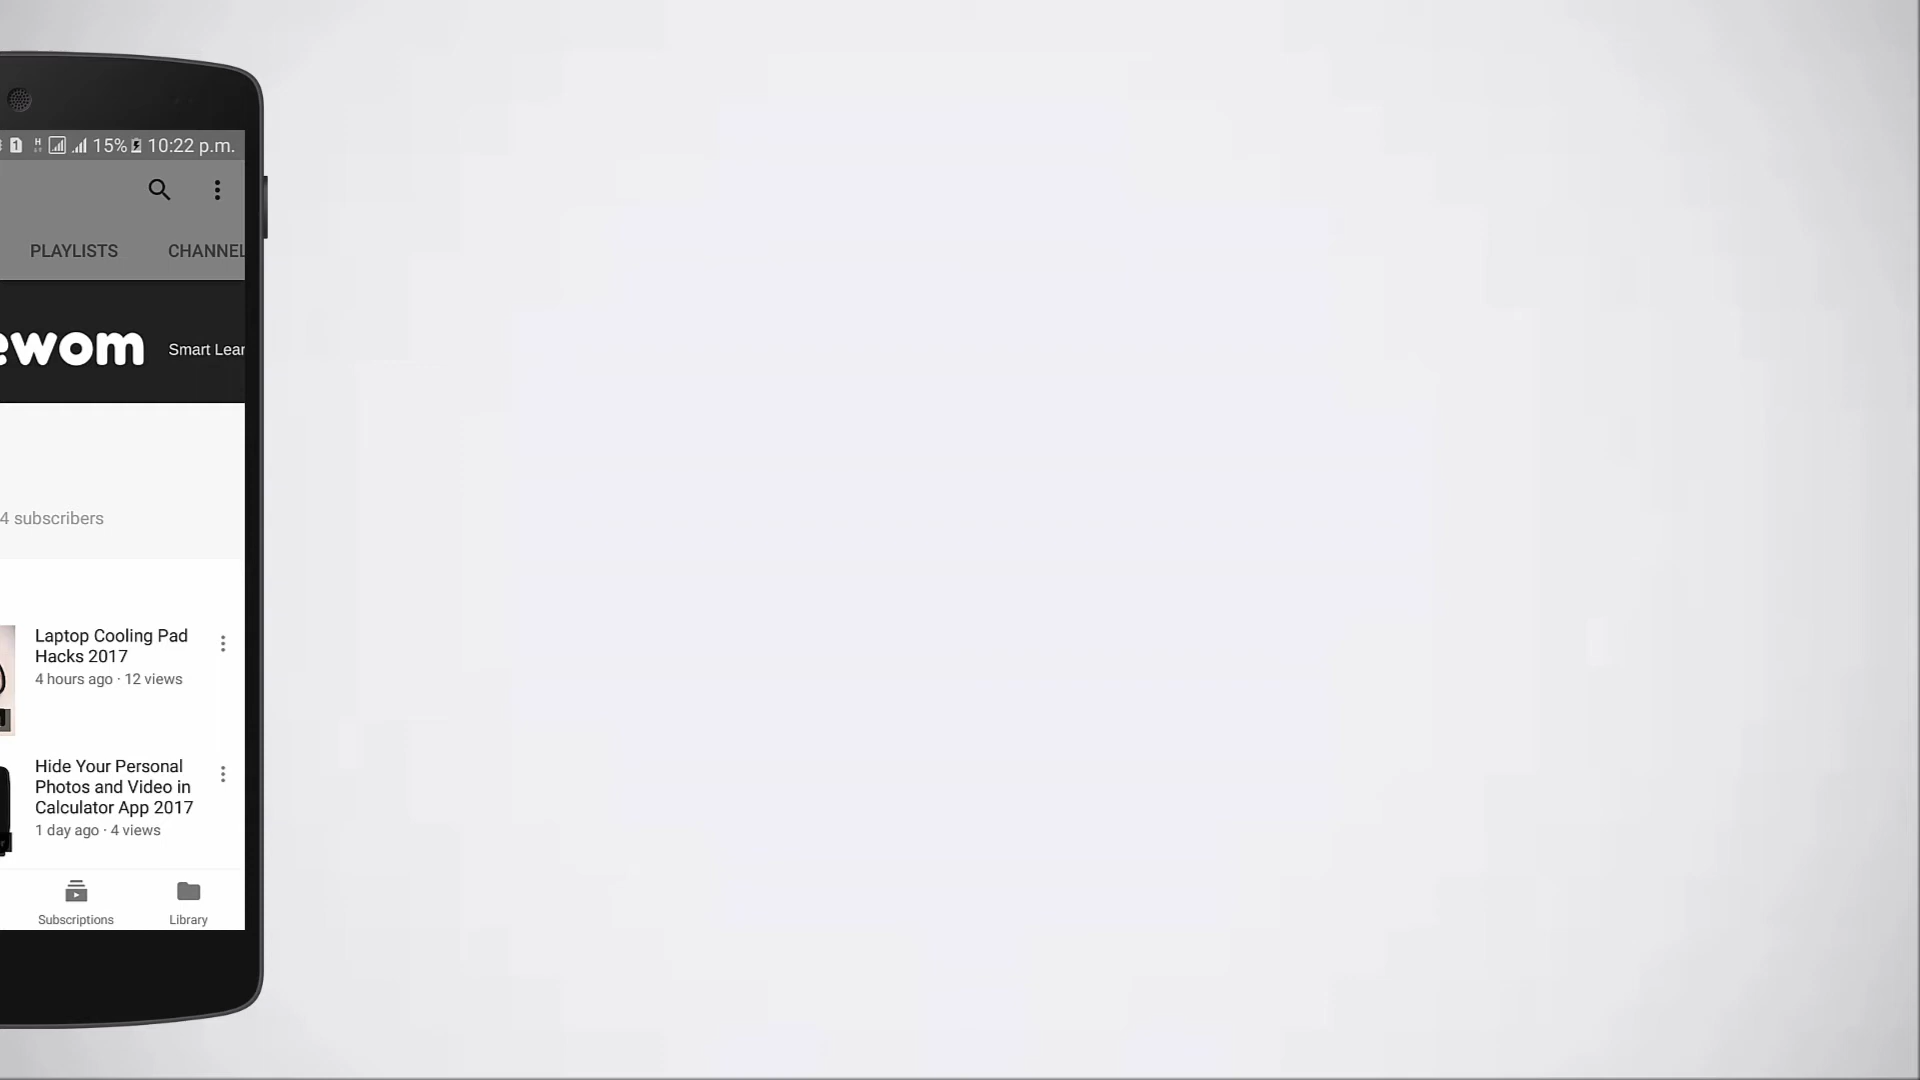 1 15% 10:22 p.m.
PLAYLISTS CHANNEL
ewom Smart Lear
4 subscribers
Laptop Cooling Pad
Hacks 2017
4 hours ago · 12 views
Hide Your Personal
Photos and Video in
Calculator App 2017
1 day ago · 4 views
Subscriptions Library